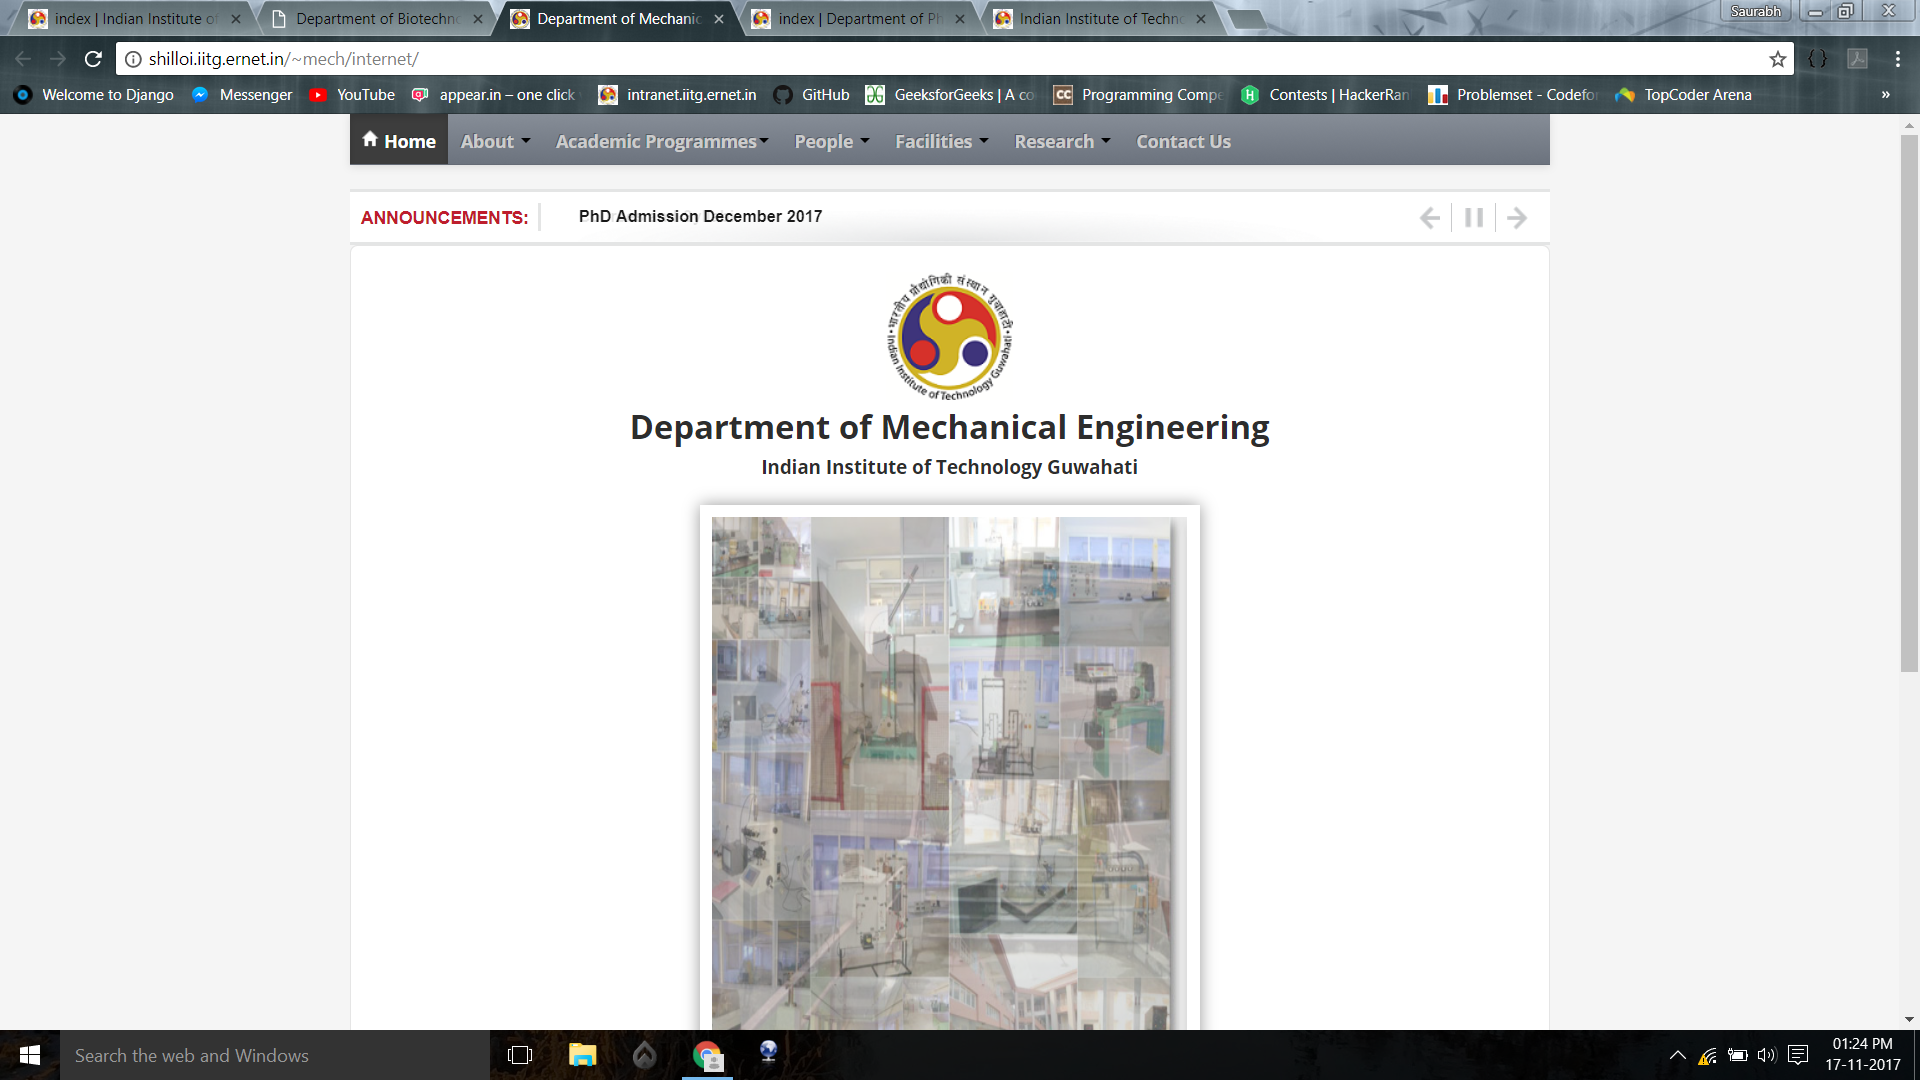 index | Indian Institute of
Department of Biotechno
Department of Mechanic
index | Department of Ph
Indian Institute of Techno
Saurabh
shilloi.iitg.ernet.in/~mech/internet/
Welcome to Django
Messenger
YouTube
appear.in – one click
intranet.iitg.ernet.in
GitHub
GeeksforGeeks | A co
CC
Programming Compe
Contests | HackerRan
Problemset - Codefor
TopCoder Arena
»
Home
About
Academic Programmes
People
Facilities
Research
Contact Us
ANNOUNCEMENTS:
PhD Admission December 2017
भारतीय प्रौद्योगिकी संस्थान गुवाहाटी
Indian Institute of Technology Guwahati
Department of Mechanical Engineering
Indian Institute of Technology Guwahati
Search the web and Windows
01:24 PM
17-11-2017